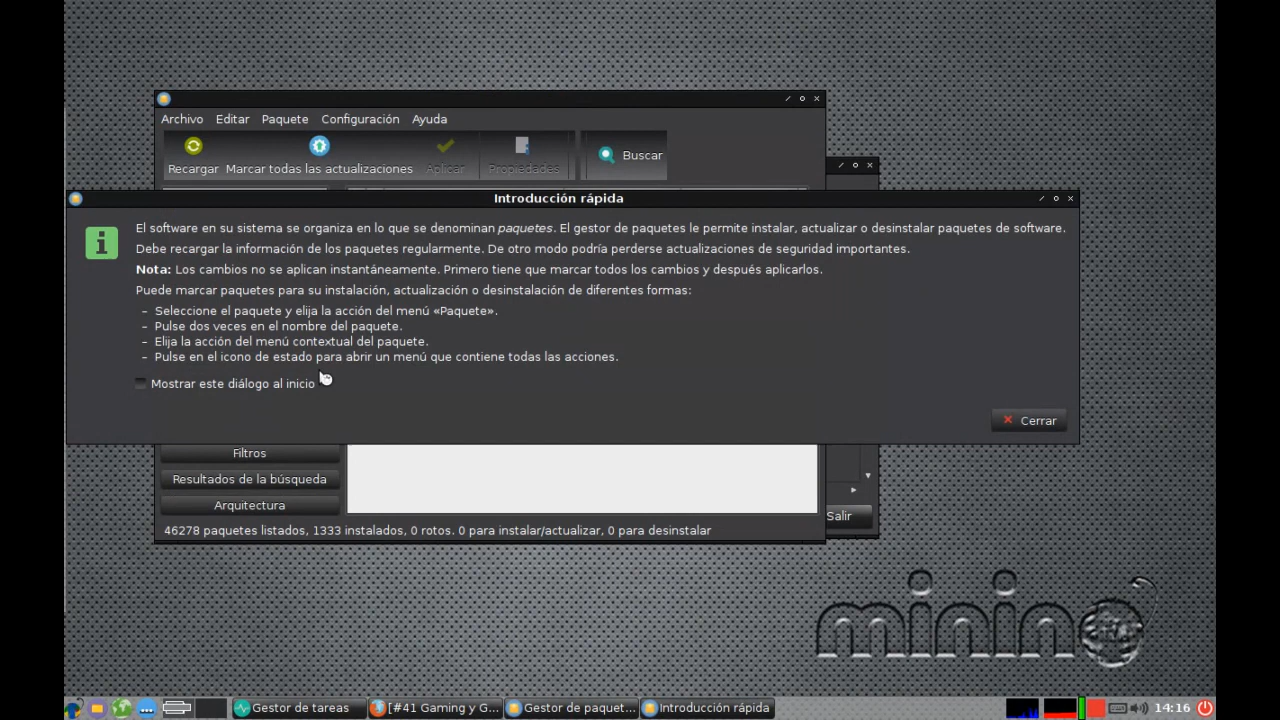 Archivo Editar Paquete Configuración Ayuda
Recargar Marcar todas las actualizaciones Aplicar Propiedades Buscar
Introducción rápida
El software en su sistema se organiza en lo que se denominan paquetes. El gestor de paquetes le permite instalar, actualizar o desinstalar paquetes de software.
Debe recargar la información de los paquetes regularmente. De otro modo podría perderse actualizaciones de seguridad importantes.
Nota: Los cambios no se aplican instantáneamente. Primero tiene que marcar todos los cambios y después aplicarlos.
Puede marcar paquetes para su instalación, actualización o desinstalación de diferentes formas:
– Seleccione el paquete y elija la acción del menú «Paquete».
– Pulse dos veces en el nombre del paquete.
– Elija la acción del menú contextual del paquete.
– Pulse en el icono de estado para abrir un menú que contiene todas las acciones.
Mostrar este diálogo al inicio
Cerrar
Filtros
Resultados de la búsqueda
Arquitectura
Salir
46278 paquetes listados, 1333 instalados, 0 rotos. 0 para instalar/actualizar, 0 para desinstalar
minino
Gestor de tareas [#41 Gaming y G... Gestor de paquet... Introducción rápida 14:16